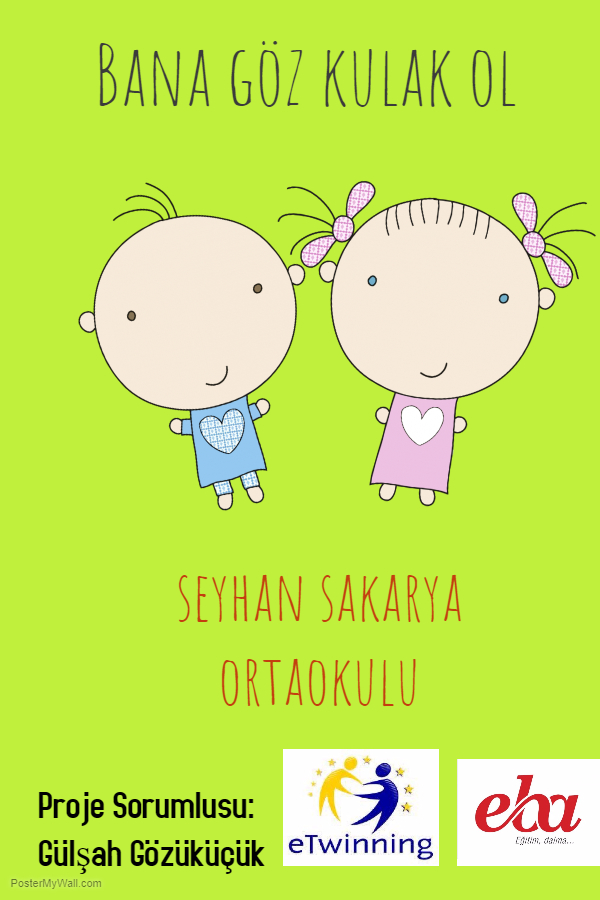 Bana göz kulak ol
SEYHAN SAKARYA
ORTAOKULU
Proje Sorumlusu:
Gülşah Gözüküçük
eTwinning
eba
Eğitim, daima...
PosterMyWall.com